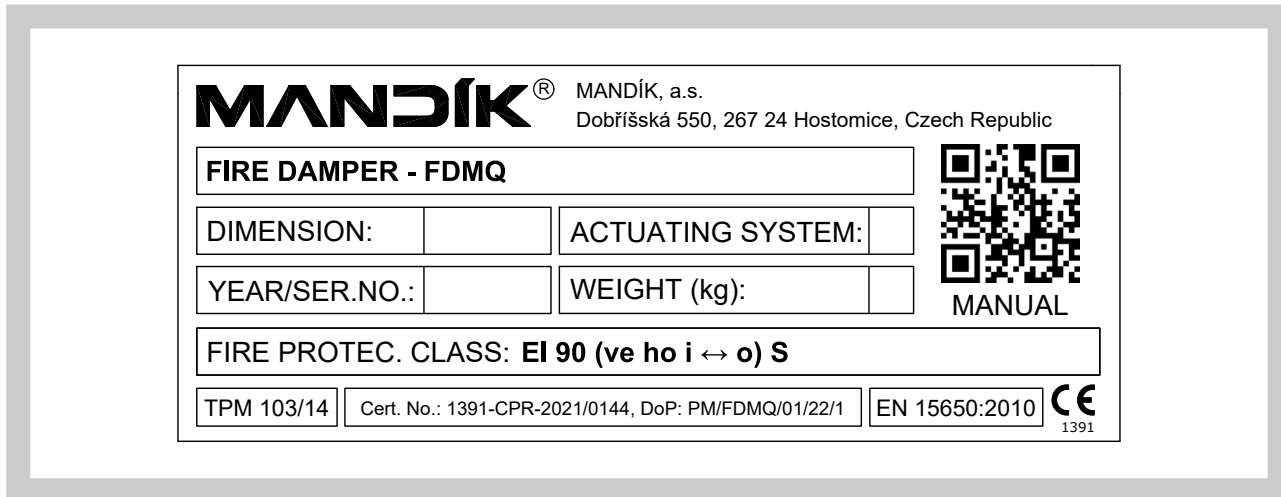 MANDÍK®
MANDÍK, a.s.
Dobříšská 550, 267 24 Hostomice, Czech Republic
FIRE DAMPER - FDMQ
DIMENSION:
ACTUATING SYSTEM:
YEAR/SER.NO.:
WEIGHT (kg):
MANUAL
FIRE PROTEC. CLASS: EI 90 (ve ho i ↔ o) S
TPM 103/14
Cert. No.: 1391-CPR-2021/0144, DoP: PM/FDMQ/01/22/1
EN 15650:2010
CE
1391